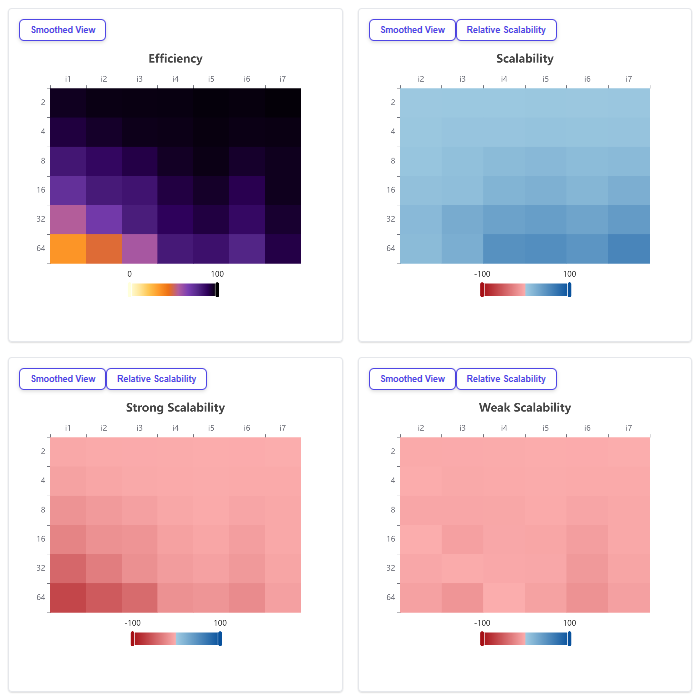 Smoothed View
Efficiency
i1 i2 i3 i4 i5 i6 i7
2
4
8
16
32
64
0 100
Smoothed View Relative Scalability
Scalability
i2 i3 i4 i5 i6 i7
2
4
8
16
32
64
-100 100
Smoothed View Relative Scalability
Strong Scalability
i1 i2 i3 i4 i5 i6 i7
2
4
8
16
32
64
-100 100
Smoothed View Relative Scalability
Weak Scalability
i2 i3 i4 i5 i6 i7
2
4
8
16
32
64
-100 100